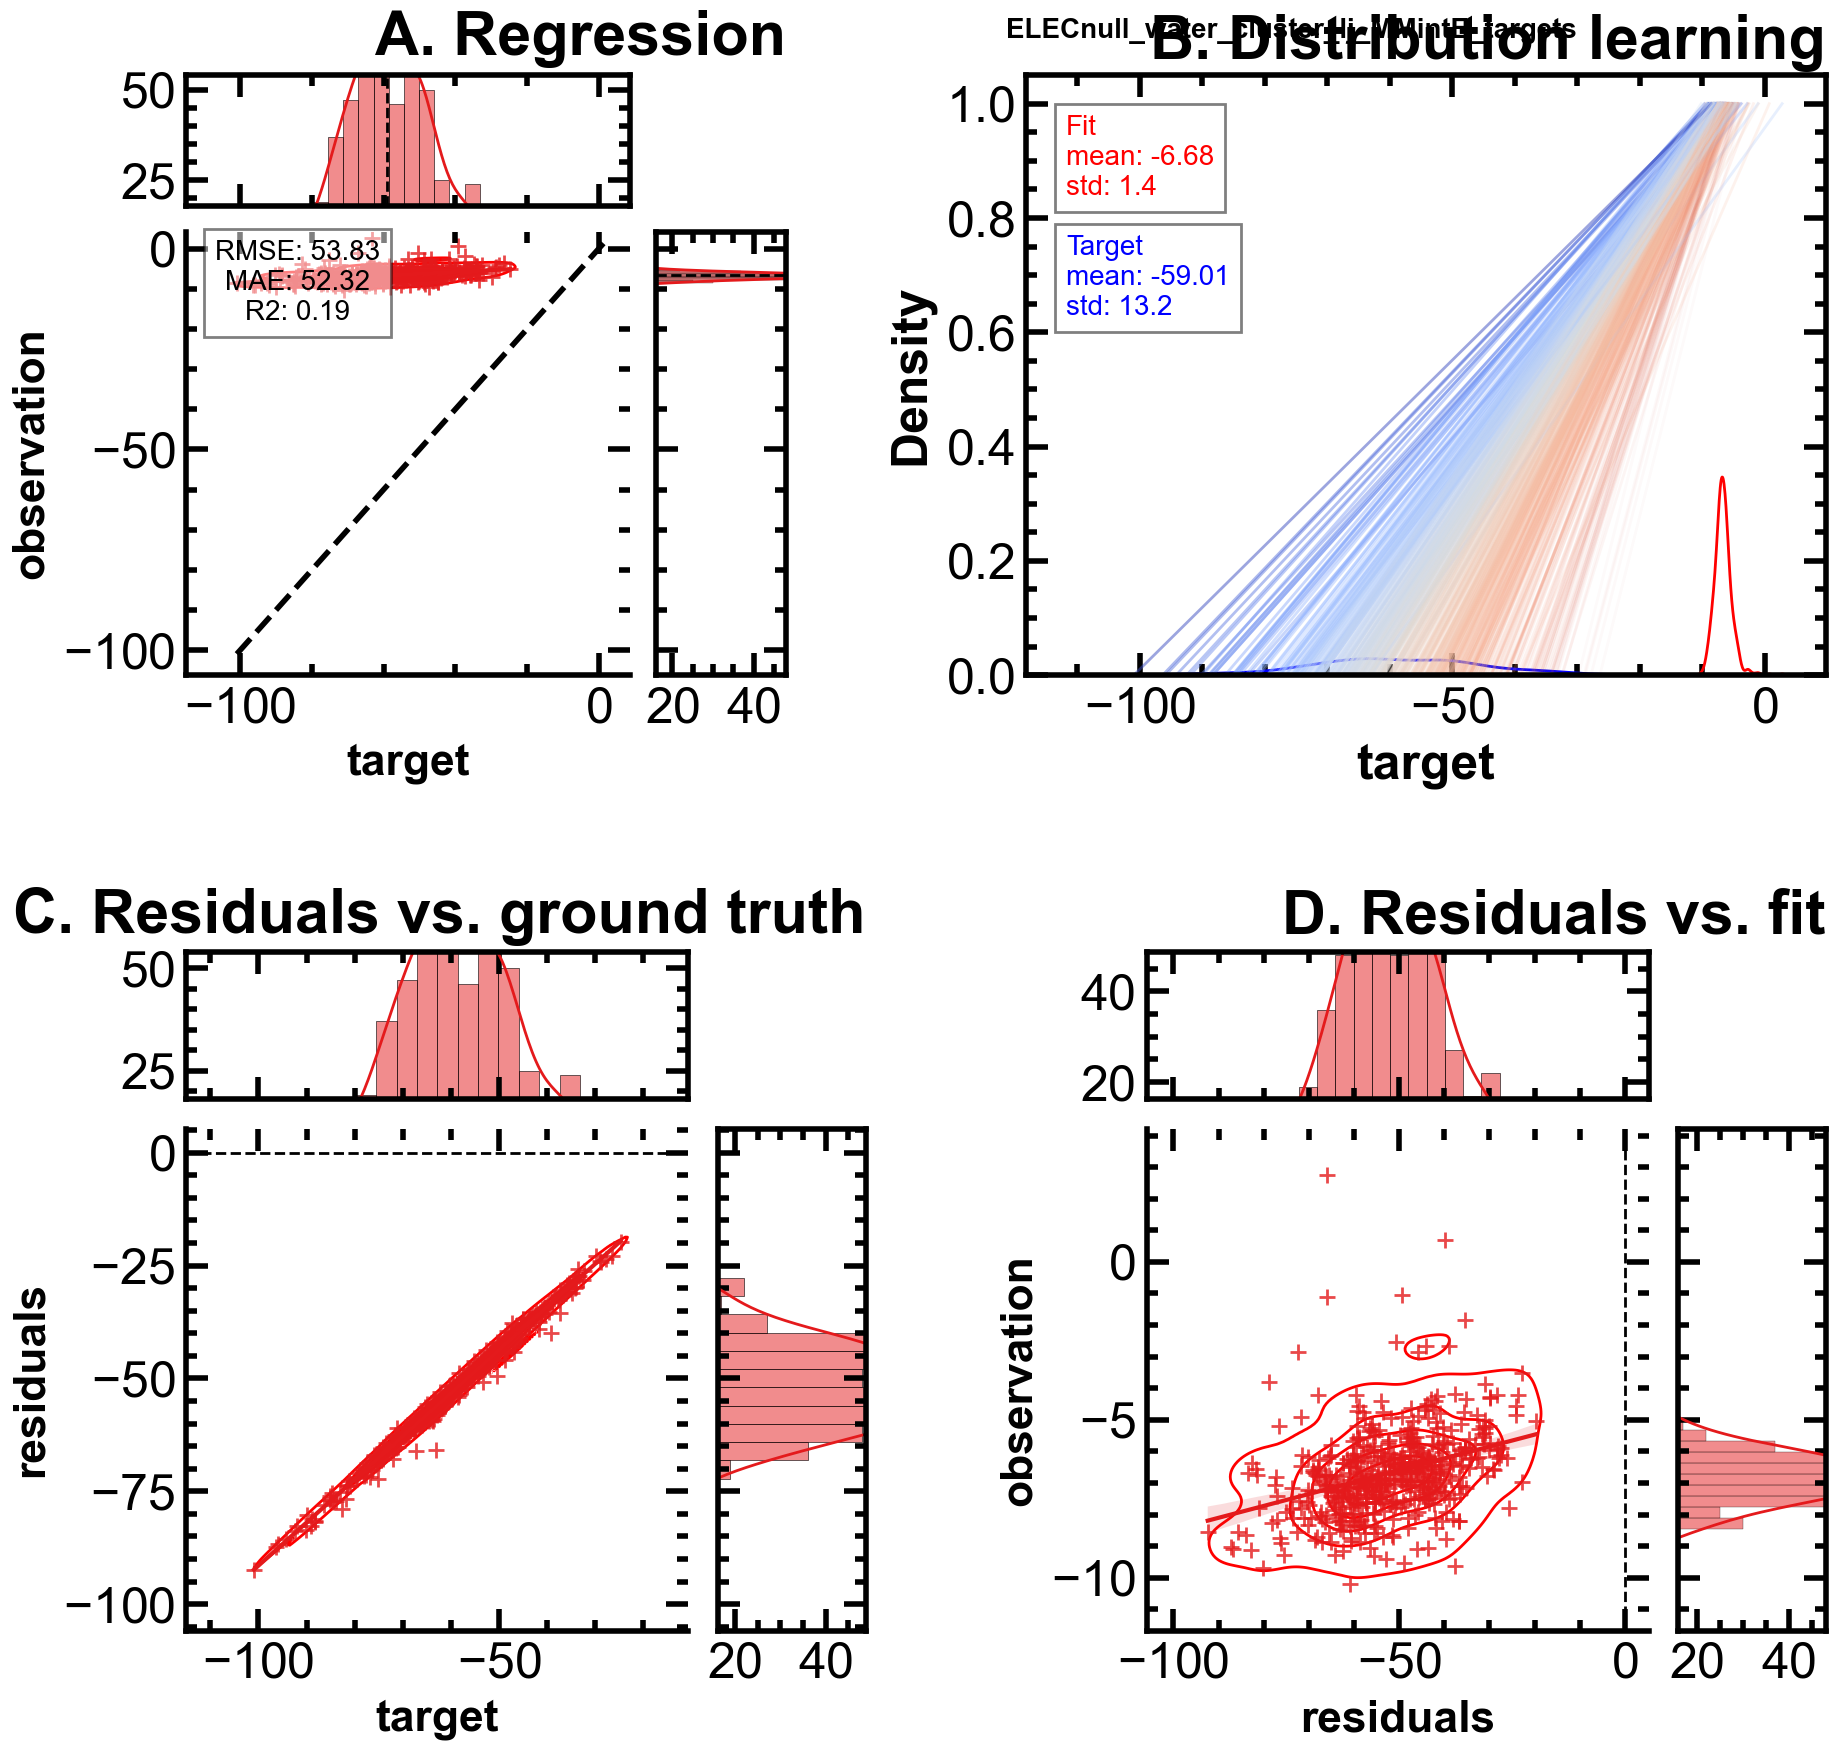 A. Regression
ELECnull_water_cluster_lj_
targets
B. Distribution learning
50
25
0
−50
−100
RMSE: 53.83
MAE: 52.32
R2: 0.19
observation
−100
0
20
40
target
1.0
0.8
0.6
0.4
0.2
0.0
Fit
mean: -6.68
std: 1.4
Target
mean: -59.01
std: 13.2
Density
−100
−50
0
target
C. Residuals vs. ground truth
50
25
0
−25
−50
−75
−100
residuals
−100
−50
20
40
target
D. Residuals vs. fit
40
20
0
−5
−10
observation
−100
−50
0
20
40
residuals